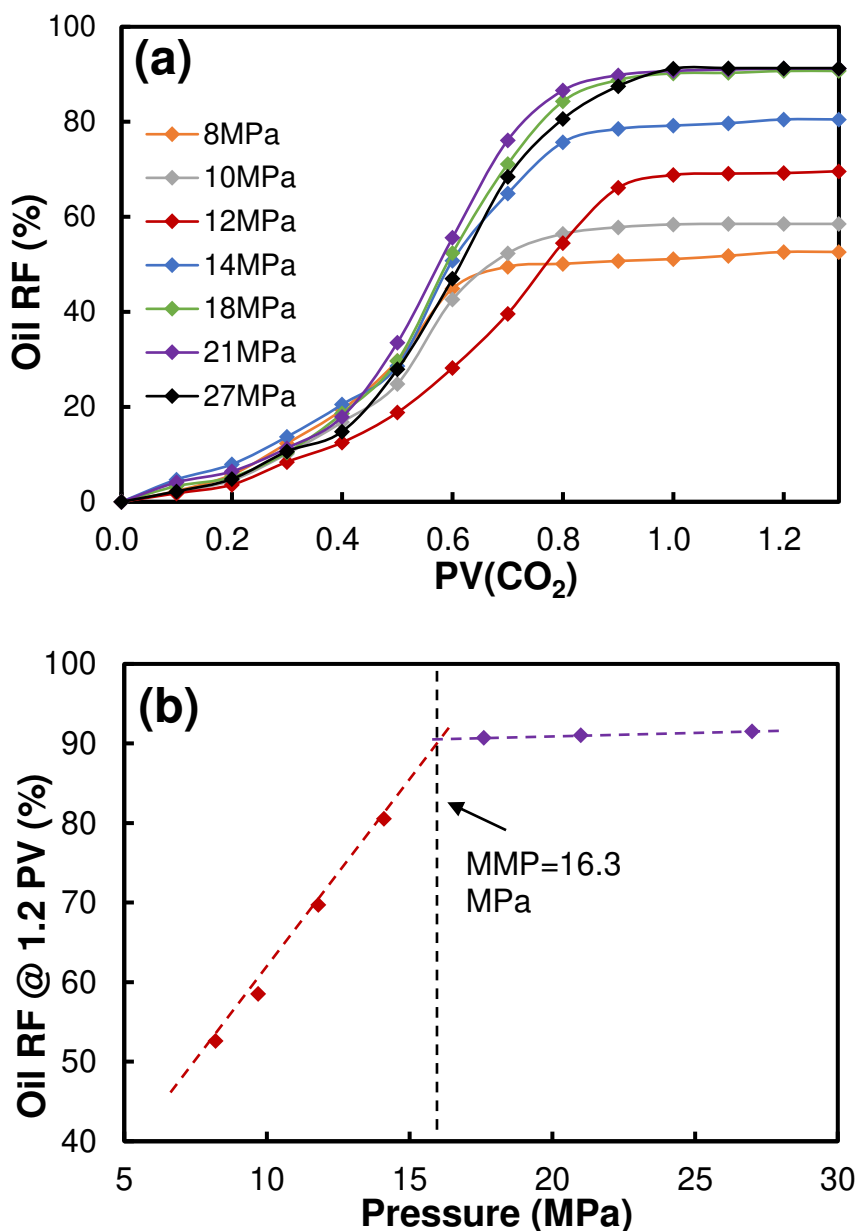 (a)
100
80
60
40
20
0
Oil RF (%)
8MPa
10MPa
12MPa
14MPa
18MPa
21MPa
27MPa
0.0 0.2 0.4 0.6 0.8 1.0 1.2
PV(CO₂)
(b)
100
90
80
70
60
50
40
Oil RF @ 1.2 PV (%)
MMP=16.3
MPa
5 10 15 20 25 30
Pressure (MPa)